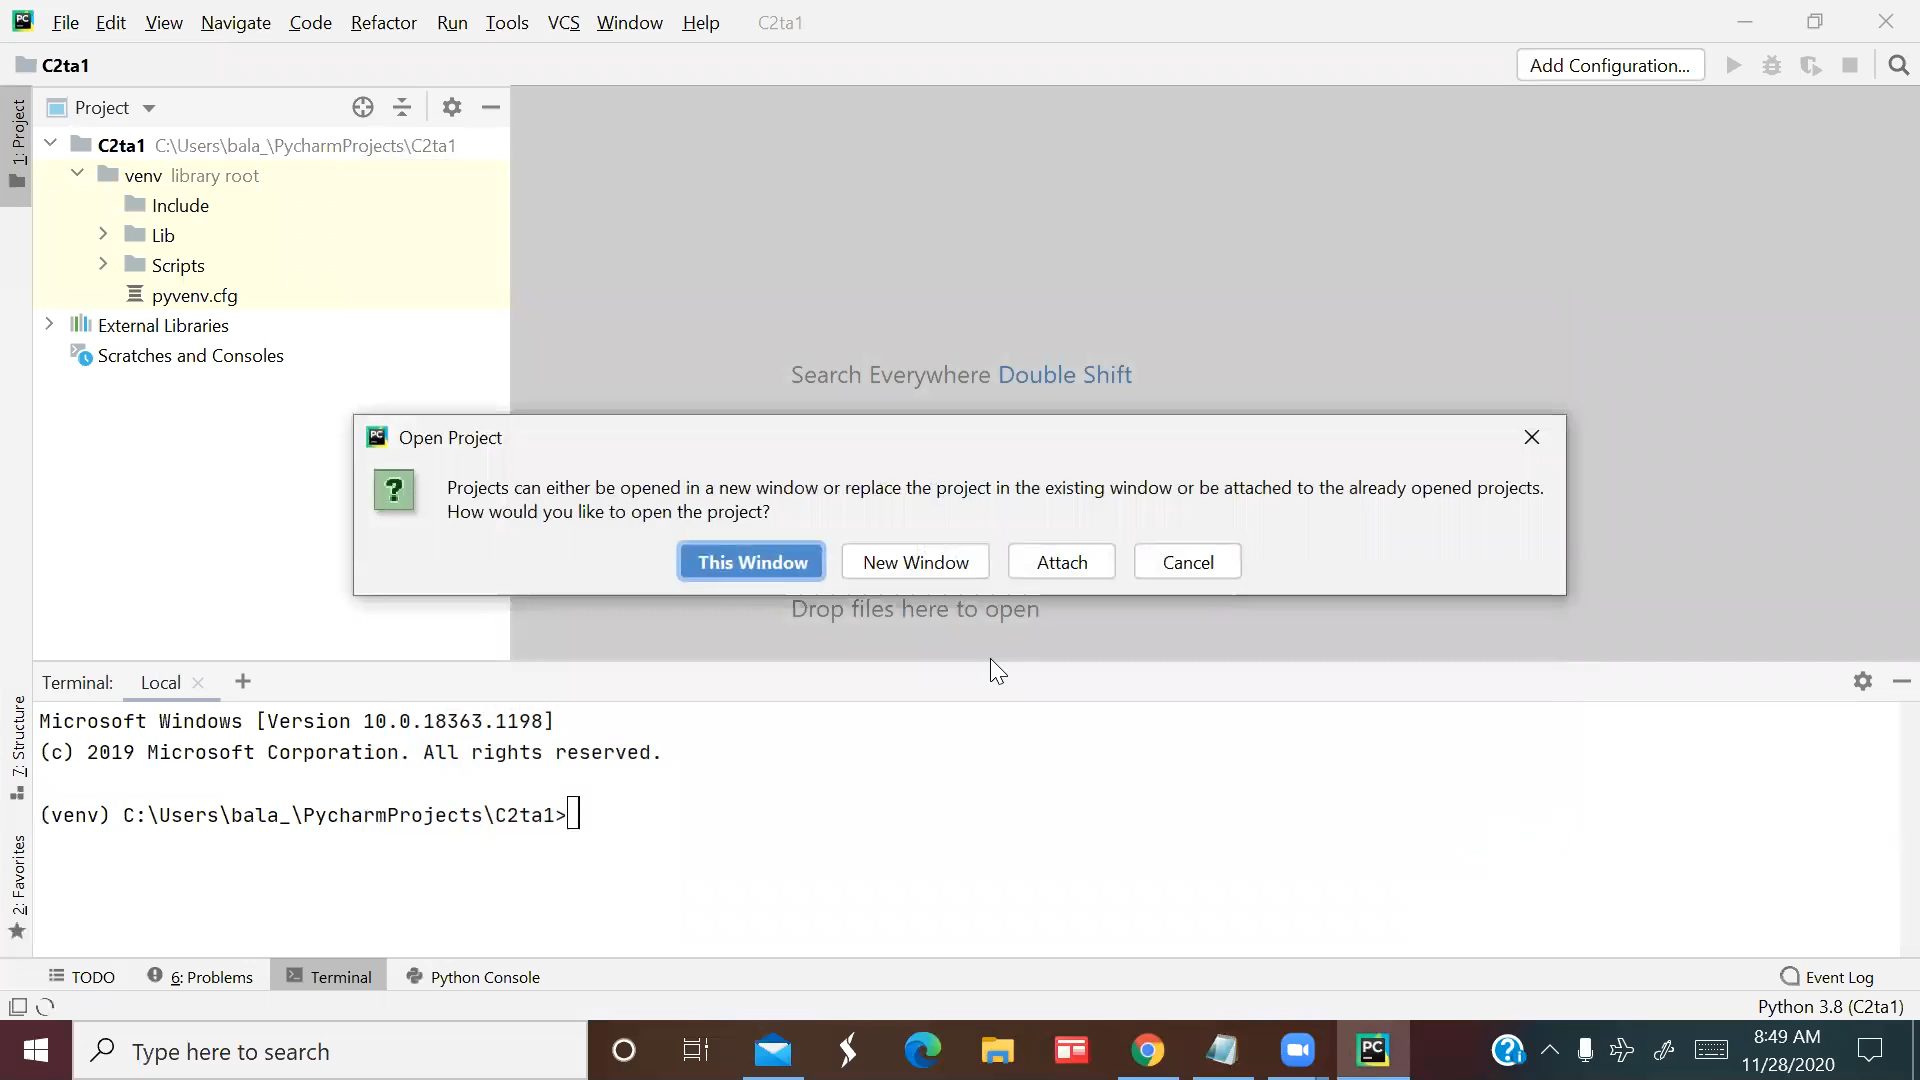 File Edit View Navigate Code Refactor Run Tools VCS Window Help C2ta1
C2ta1
Add Configuration...
1: Project
Project
C2ta1 C:\Users\bala_\PycharmProjects\C2ta1
venv library root
Include
Lib
Scripts
pyvenv.cfg
External Libraries
Scratches and Consoles
Search Everywhere Double Shift
PC Open Project
Projects can either be opened in a new window or replace the project in the existing window or be attached to the already opened projects.
How would you like to open the project?
This Window New Window Attach Cancel
Drop files here to open
Terminal: Local
Microsoft Windows [Version 10.0.18363.1198]
(c) 2019 Microsoft Corporation. All rights reserved.
(venv) C:\Users\bala_\PycharmProjects\C2ta1>
7: Structure
2: Favorites
TODO 6: Problems Terminal Python Console Event Log
Python 3.8 (C2ta1)
Type here to search
PC
8:49 AM
11/28/2020